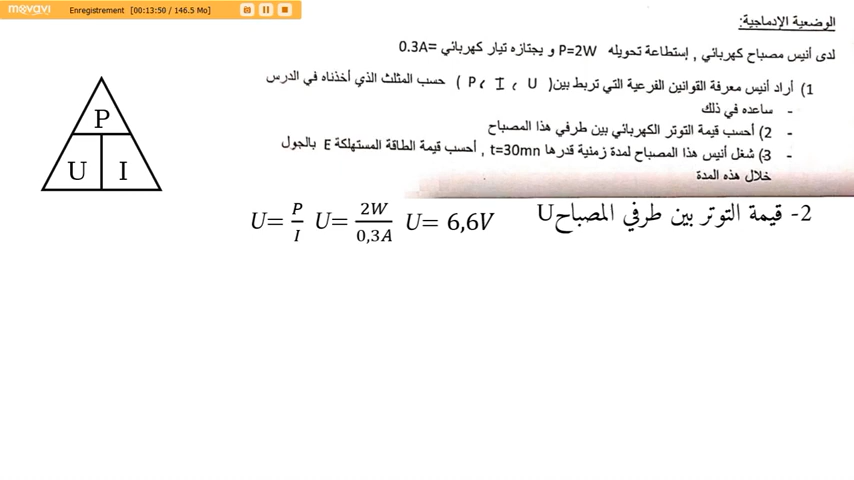 movavi Enregistrement [00:13:50 / 146.5 Mo]
الوضعية الإدماجية:
لدى أنيس مصباح كهربائي , إستطاعة تحويله P=2W و يجتازه تيار كهربائي =0.3A
1) أراد أنيس معرفة القوانين الفرعية التي تربط بين( P، I ، U ) حسب المثلث الذي أخذناه في الدرس
- ساعده في ذلك
- 2) أحسب قيمة التوتر الكهربائي بين طرفي هذا المصباح
- 3) شغل أنيس هذا المصباح لمدة زمنية قدرها t=30mn , أحسب قيمة الطاقة المستهلكة E بالجول
خلال هذه المدة
P
U I
2- قيمة التوتر بين طرفي المصباح U
U= P/I U= 2W/0,3A U= 6,6V